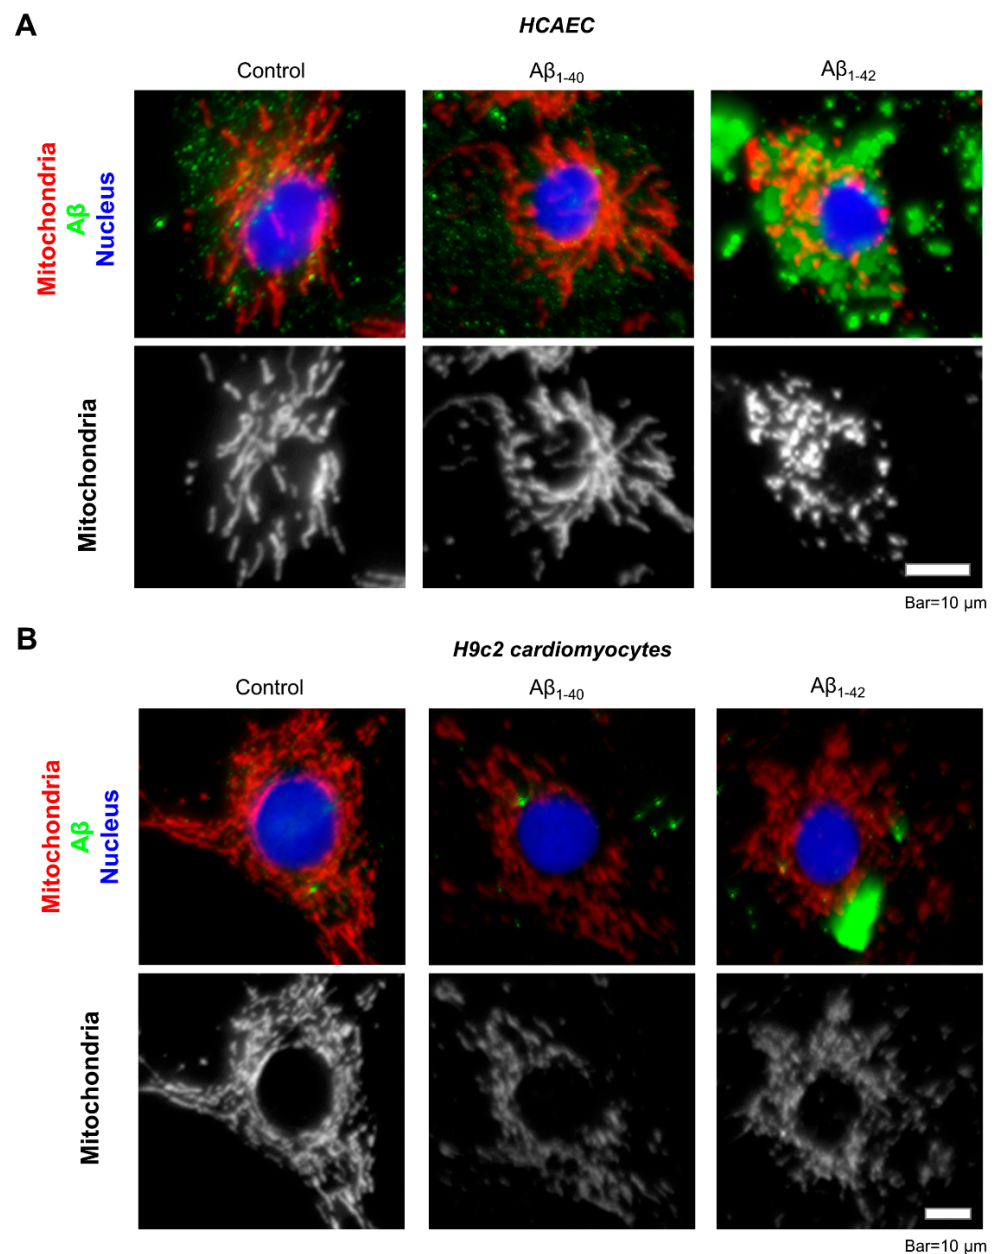 A
HCAEC
Control
Aβ1-40
Aβ1-42
Mitochondria
Aβ
Nucleus
Mitochondria
Bar=10 μm
B
H9c2 cardiomyocytes
Control
Aβ1-40
Aβ1-42
Mitochondria
Aβ
Nucleus
Mitochondria
Bar=10 μm